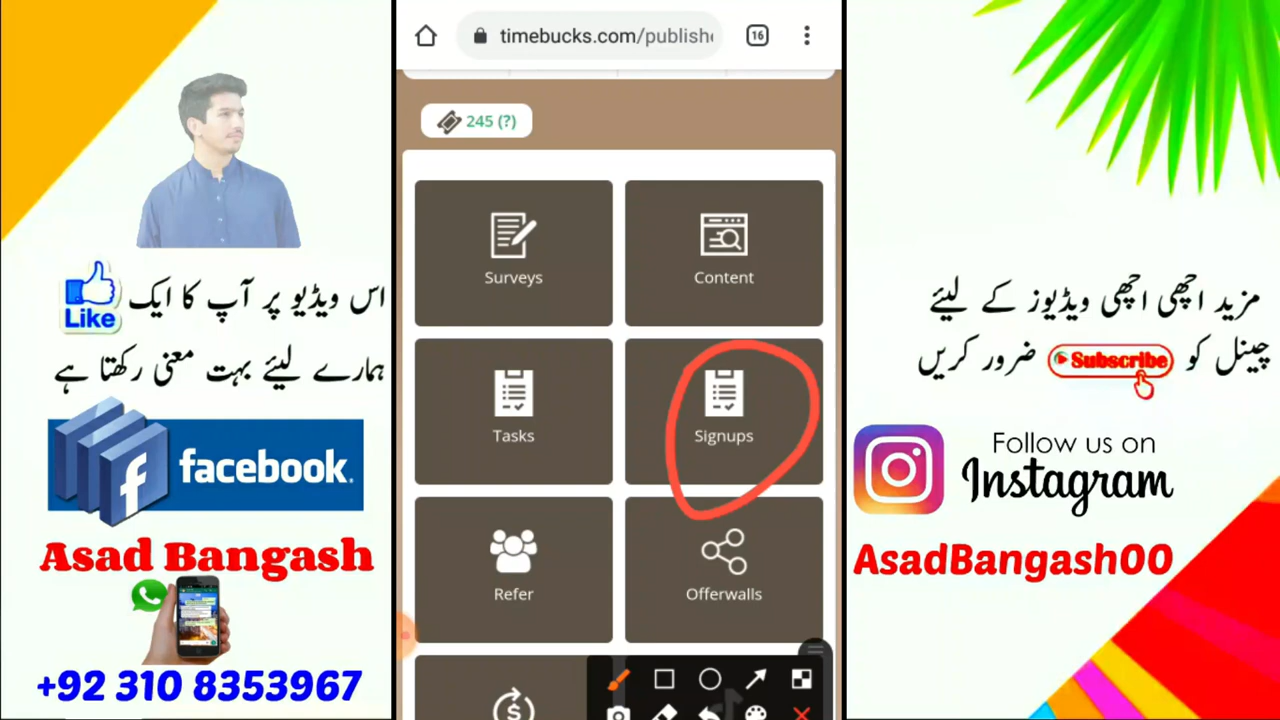 timebucks.com/publishe
16
245 (?)
Surveys
Content
Tasks
Signups
Refer
Offerwalls
اس ویڈیو پر آپ کا ایک Like
ہمارے لیئے بہت معنی رکھتا ہے
facebook.
Asad Bangash
+92 310 8353967
مزید اچھی اچھی ویڈیوز کے لیئے
چینل کو Subscribe ضرور کریں
Follow us on
Instagram
AsadBangash00